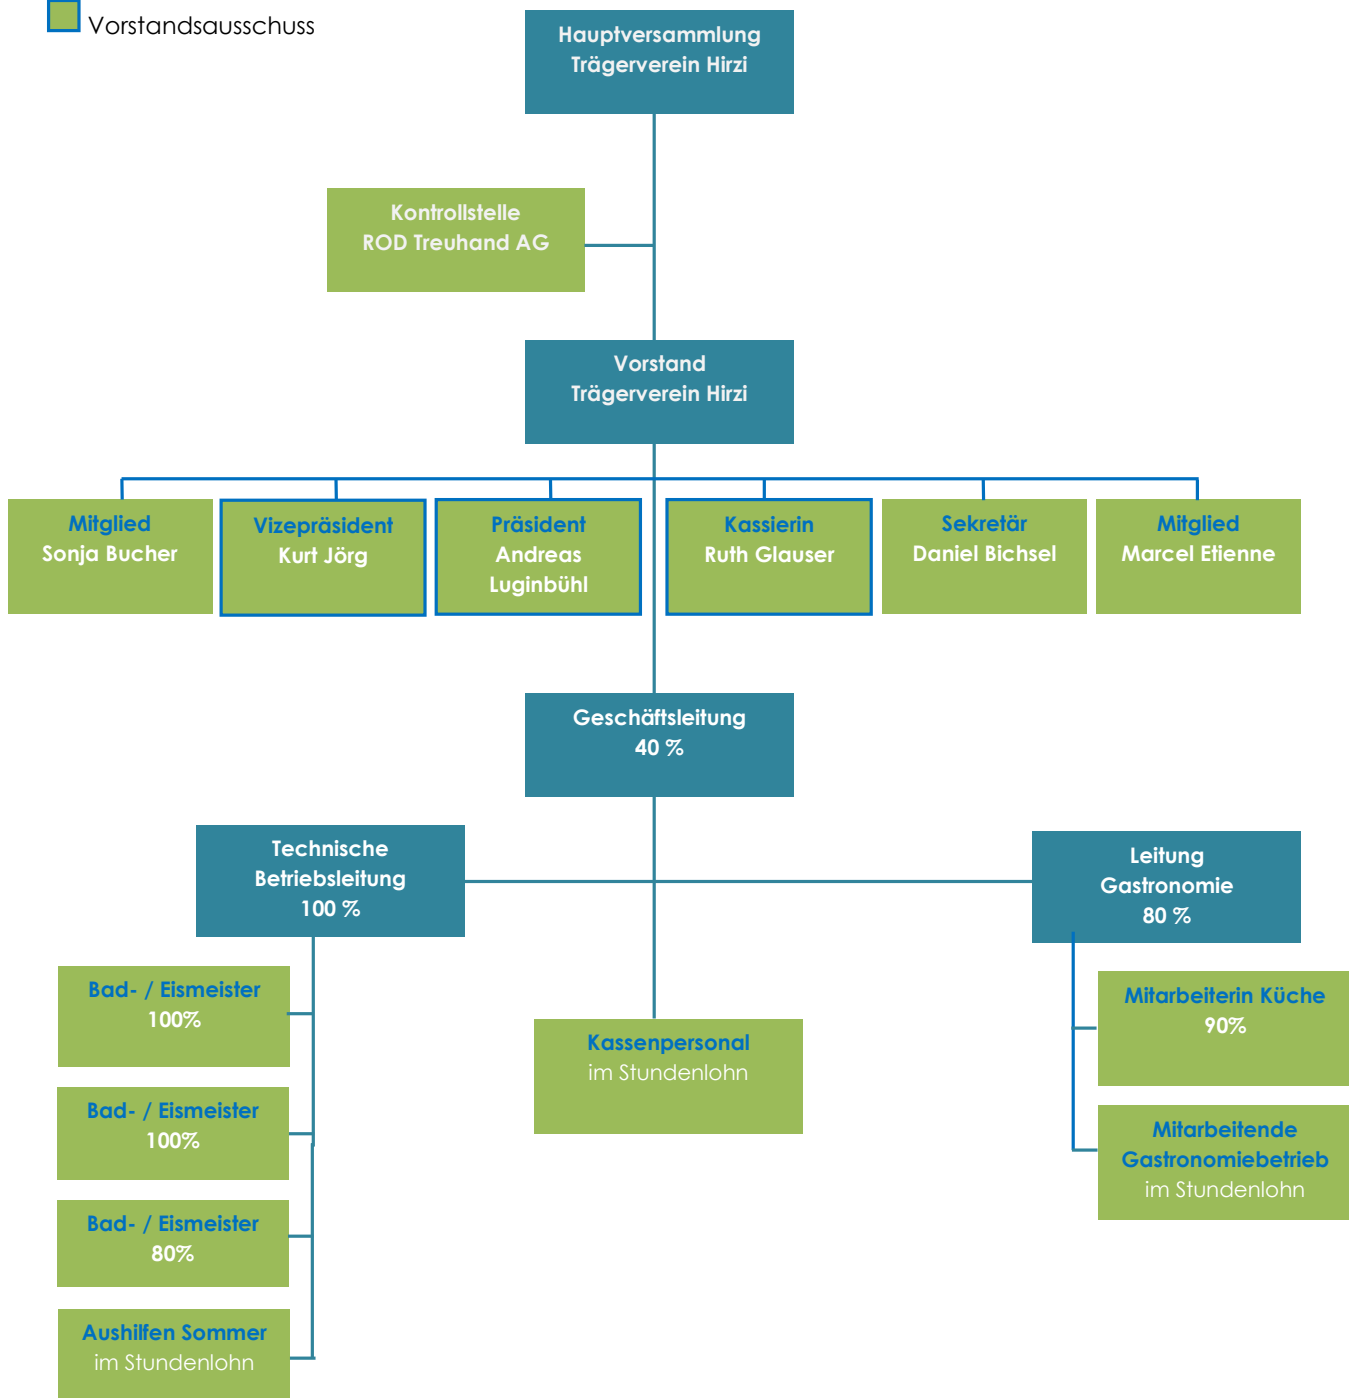 Vorstandsausschuss
Hauptversammlung
Trägerverein Hirzi
Kontrollstelle
ROD Treuhand AG
Vorstand
Trägerverein Hirzi
Mitglied
Sonja Bucher
Vizepräsident
Kurt Jörg
Präsident
Andreas
Luginbühl
Kassierin
Ruth Glauser
Sekretär
Daniel Bichsel
Mitglied
Marcel Etienne
Geschäftsleitung
40 %
Technische
Betriebsleitung
100 %
Leitung
Gastronomie
80 %
Bad- / Eismeister
100%
Bad- / Eismeister
100%
Bad- / Eismeister
80%
Aushilfen Sommer
im Stundenlohn
Kassenpersonal
im Stundenlohn
Mitarbeiterin Küche
90%
Mitarbeitende
Gastronomiebetrieb
im Stundenlohn